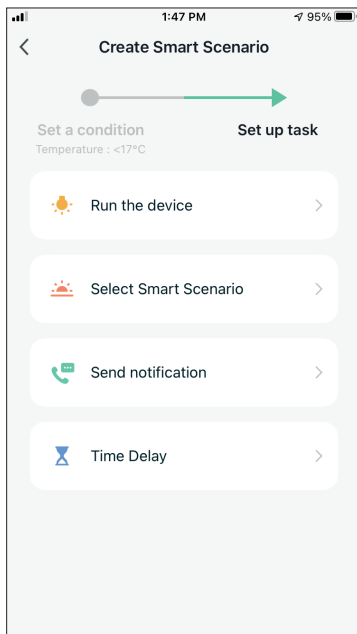 1:47 PM
95%
Create Smart Scenario
Set a condition
Set up task
Temperature : <17°C
Run the device
Select Smart Scenario
Send notification
Time Delay